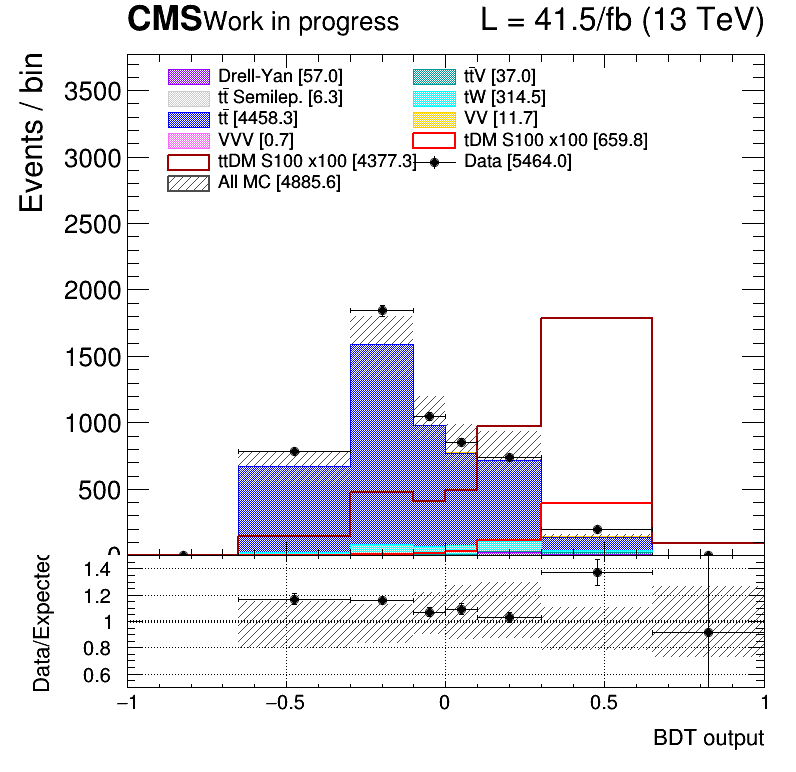 CMS Work in progress L = 41.5/fb (13 TeV)
Events / bin
3500
3000
2500
2000
1500
1000
500
0
Drell-Yan [57.0]
tt̄ Semilep. [6.3]
tt̄ [4458.3]
VVV [0.7]
ttDM S100 x100 [4377.3]
All MC [4885.6]
tt̄V [37.0]
tW [314.5]
VV [11.7]
tDM S100 x100 [659.8]
Data [5464.0]
Data/Expected
1.4
1.2
1
0.8
0.6
−1 −0.5 0 0.5 1
BDT output